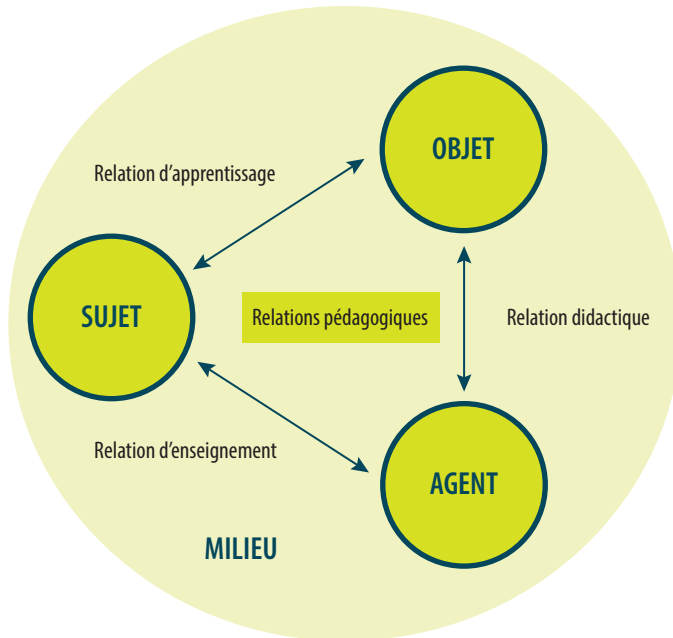 OBJET
Relation d’apprentissage
SUJET
Relations pédagogiques
Relation didactique
Relation d’enseignement
AGENT
MILIEU